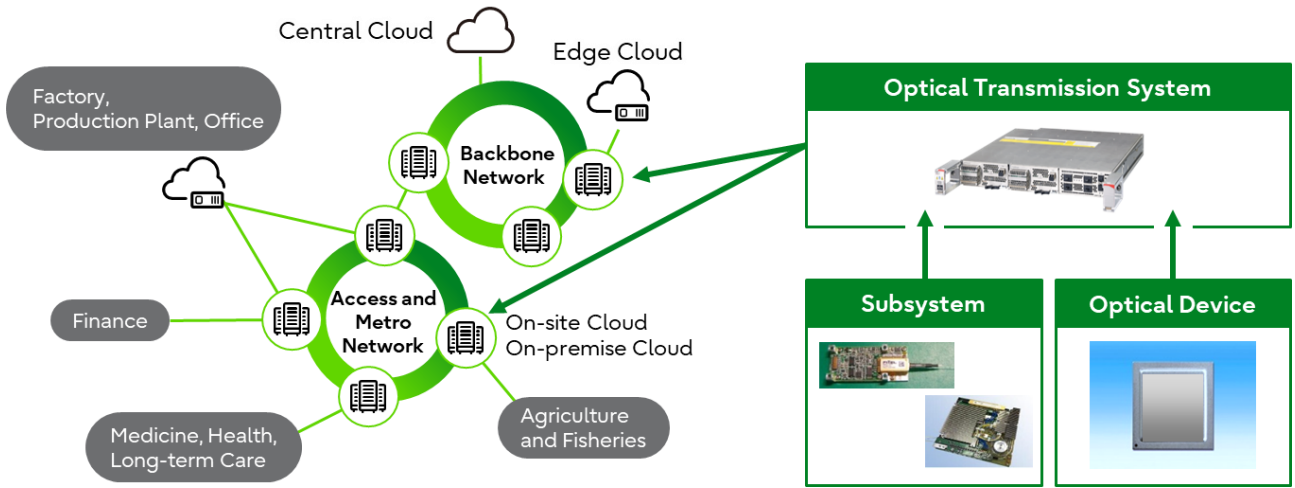 Central Cloud
Edge Cloud
Factory,
Production Plant, Office
Backbone
Network
Access and
Metro
Network
Finance
On-site Cloud
On-premise Cloud
Medicine, Health,
Long-term Care
Agriculture
and Fisheries
Optical Transmission System
Subsystem
Optical Device